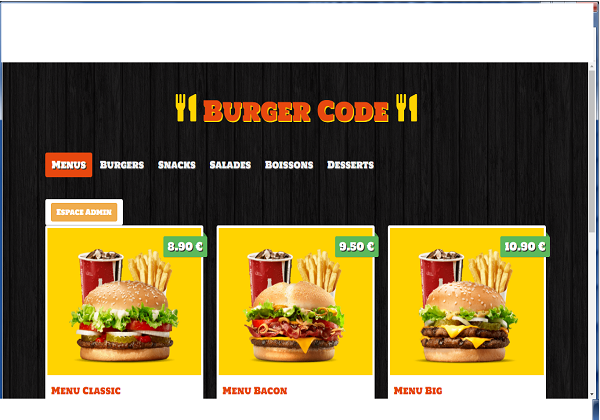 BURGER CODE
MENUS BURGERS SNACKS SALADES BOISSONS DESSERTS
ESPACE ADMIN
8.90 € 9.50 € 10.90 €
MENU CLASSIC MENU BACON MENU BIG